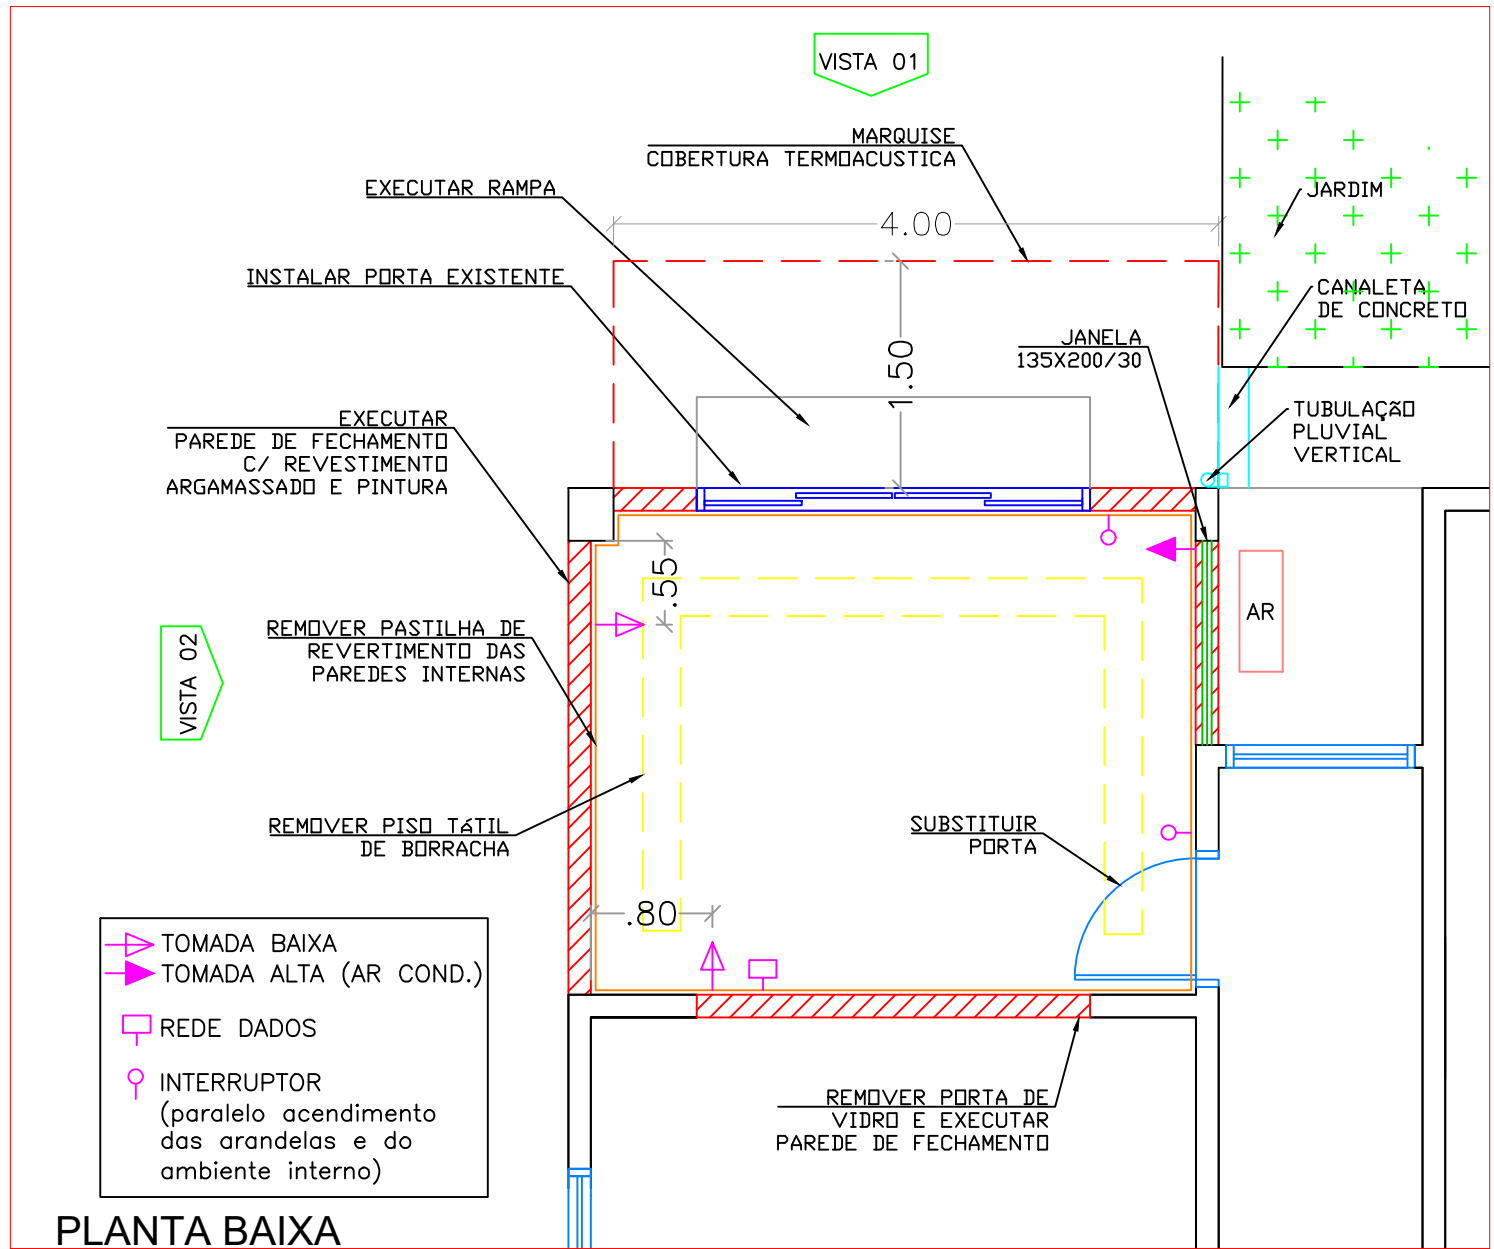 VISTA 01
MARQUISE
COBERTURA TERMOACUSTICA
EXECUTAR RAMPA
JARDIM
4.00
INSTALAR PORTA EXISTENTE
CANALETA
DE CONCRETO
JANELA
135X200/30
1.50
EXECUTAR
PAREDE DE FECHAMENTO
C/ REVESTIMENTO
ARGAMASSADO E PINTURA
TUBULAÇÃO
PLUVIAL
VERTICAL
.55
AR
REMOVER PASTILHA DE
REVERTIMENTO DAS
PAREDES INTERNAS
VISTA 02
REMOVER PISO TÁTIL
DE BORRACHA
SUBSTITUIR
PORTA
.80
TOMADA BAIXA
TOMADA ALTA (AR COND.)
REDE DADOS
INTERRUPTOR
(paralelo acendimento
das arandelas e do
ambiente interno)
REMOVER PORTA DE
VIDRO E EXECUTAR
PAREDE DE FECHAMENTO
PLANTA BAIXA